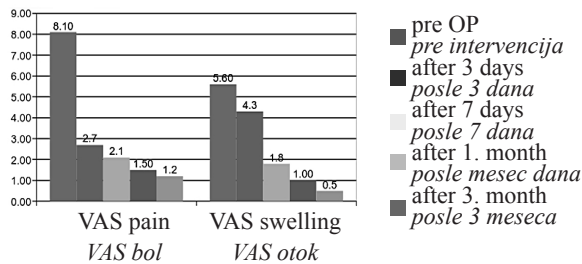 9.00
8.00
7.00
6.00
5.00
4.00
3.00
2.00
1.00
0.00
8.10
2.7
2.1
1.50
1.2
5.60
4.3
1.8
1.00
0.5
VAS pain
VAS bol
VAS swelling
VAS otok
pre OP
pre intervencija
after 3 days
posle 3 dana
after 7 days
posle 7 dana
after 1. month
posle mesec dana
after 3. month
posle 3 meseca